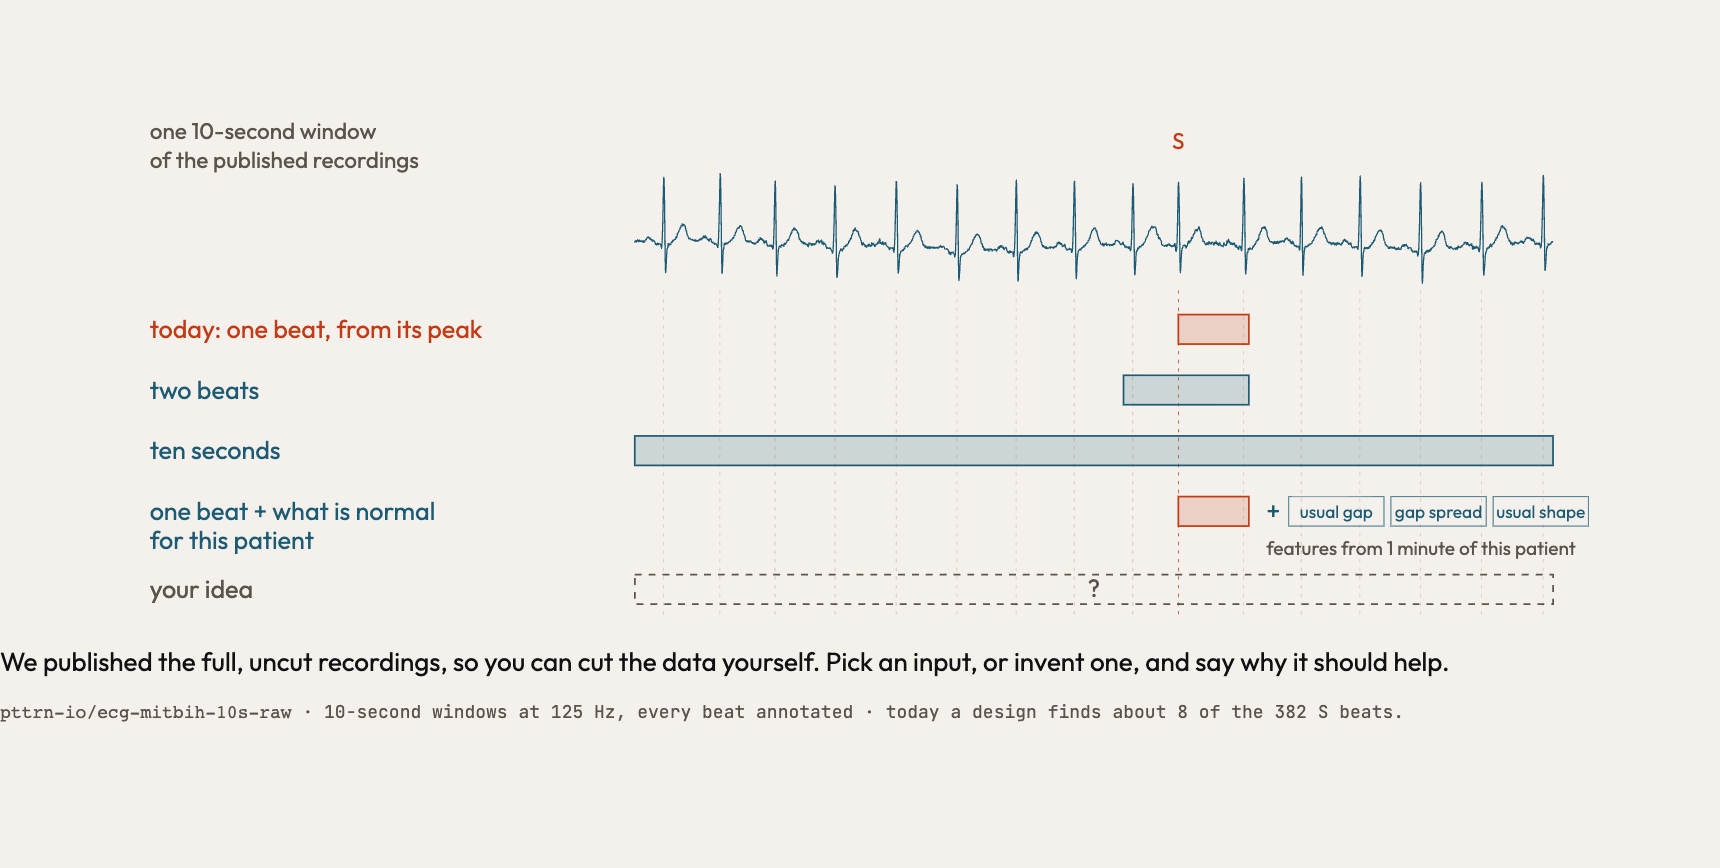 one 10-second window
of the published recordings
S
today: one beat, from its peak
two beats
ten seconds
one beat + what is normal
for this patient
+ usual gap gap spread usual shape
features from 1 minute of this patient
your idea
?
We published the full, uncut recordings, so you can cut the data yourself. Pick an input, or invent one, and say why it should help.
pttrn-io/ecg-mitbih-10s-raw · 10-second windows at 125 Hz, every beat annotated · today a design finds about 8 of the 382 S beats.